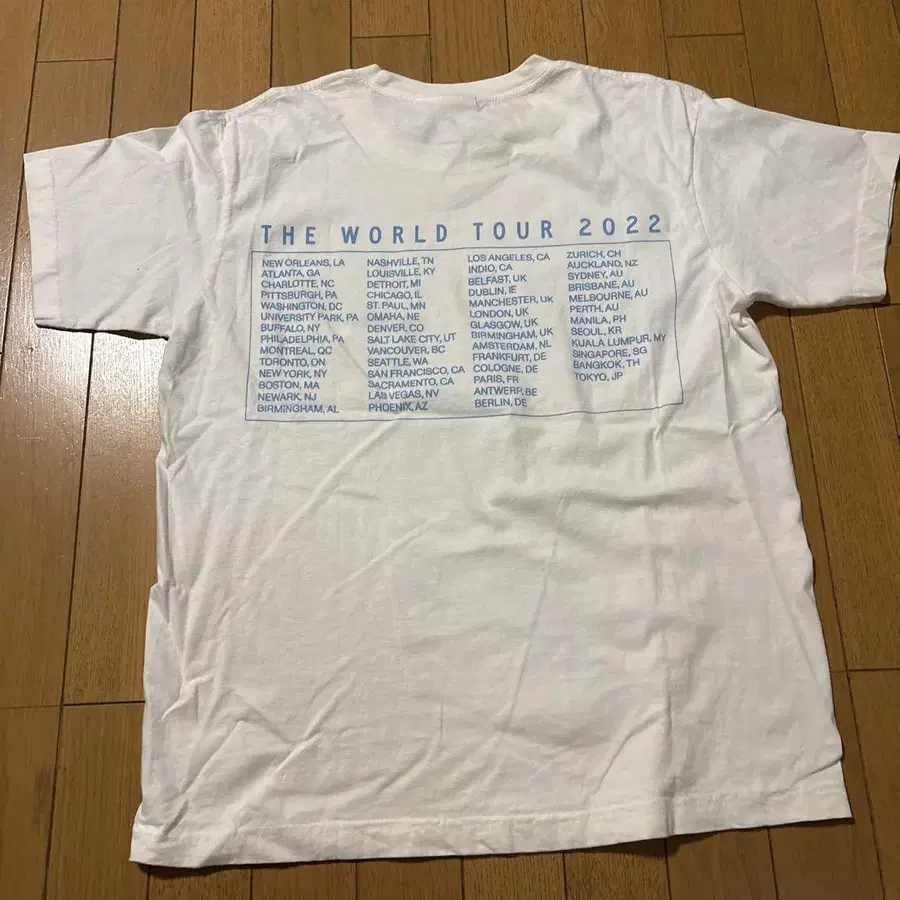 THE WORLD TOUR 2022
NEW ORLEANS, LA
ATLANTA, GA
CHARLOTTE, NC
PITTSBURGH, PA
WASHINGTON, DC
UNIVERSITY PARK, PA
BUFFALO, NY
PHILADELPHIA, PA
MONTREAL, QC
TORONTO, ON
NEW YORK, NY
BOSTON, MA
NEWARK, NJ
BIRMINGHAM, AL
NASHVILLE, TN
LOUISVILLE, KY
DETROIT, MI
CHICAGO, IL
ST. PAUL, MN
OMAHA, NE
DENVER, CO
SALT LAKE CITY, UT
VANCOUVER, BC
SEATTLE, WA
SAN FRANCISCO, CA
SACRAMENTO, CA
LAS VEGAS, NV
PHOENIX, AZ
LOS ANGELES, CA
INDIO, CA
BELFAST, UK
DUBLIN, IE
MANCHESTER, UK
LONDON, UK
GLASGOW, UK
BIRMINGHAM, UK
AMSTERDAM, NL
FRANKFURT, DE
COLOGNE, DE
PARIS, FR
ANTWERP, BE
BERLIN, DE
ZURICH, CH
AUCKLAND, NZ
SYDNEY, AU
BRISBANE, AU
MELBOURNE, AU
PERTH, AU
MANILA, PH
SEOUL, KR
KUALA LUMPUR, MY
SINGAPORE, SG
BANGKOK, TH
TOKYO, JP